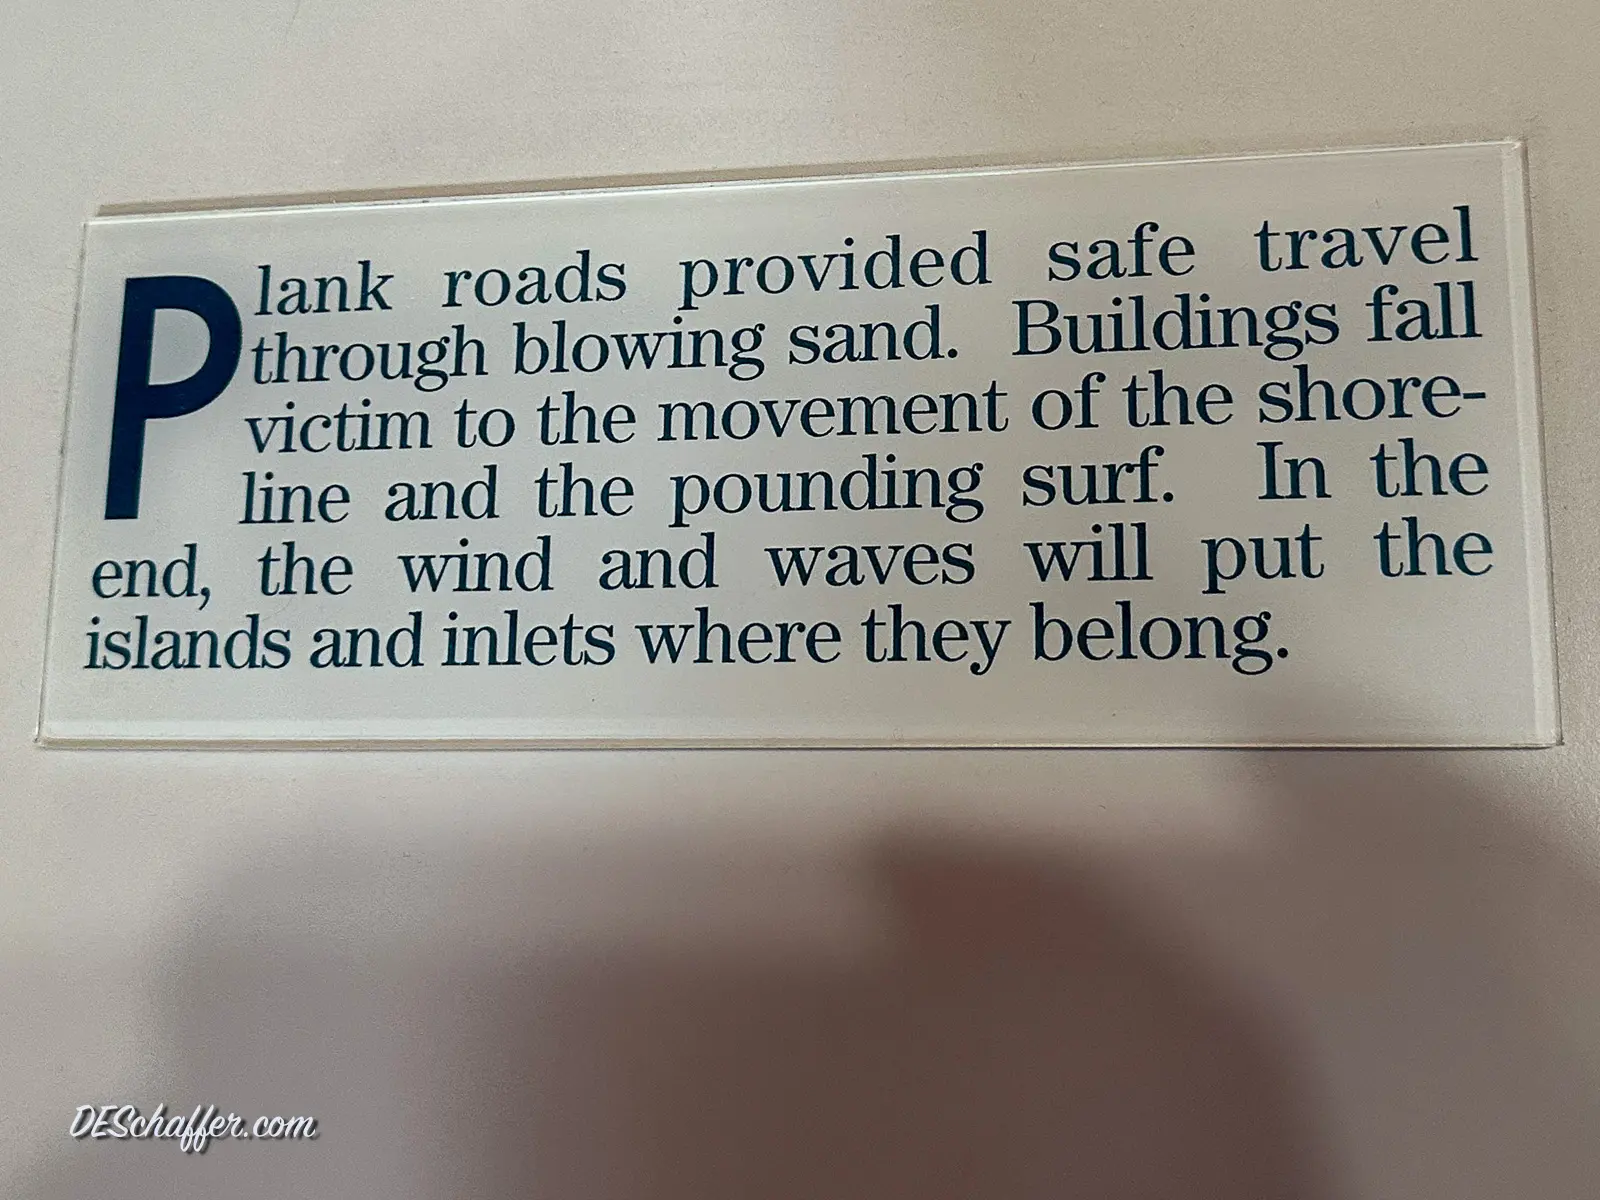 Plank roads provided safe travel
through blowing sand. Buildings fall
victim to the movement of the shore-
line and the pounding surf. In the
end, the wind and waves will put the
islands and inlets where they belong.
DESchaffer.com